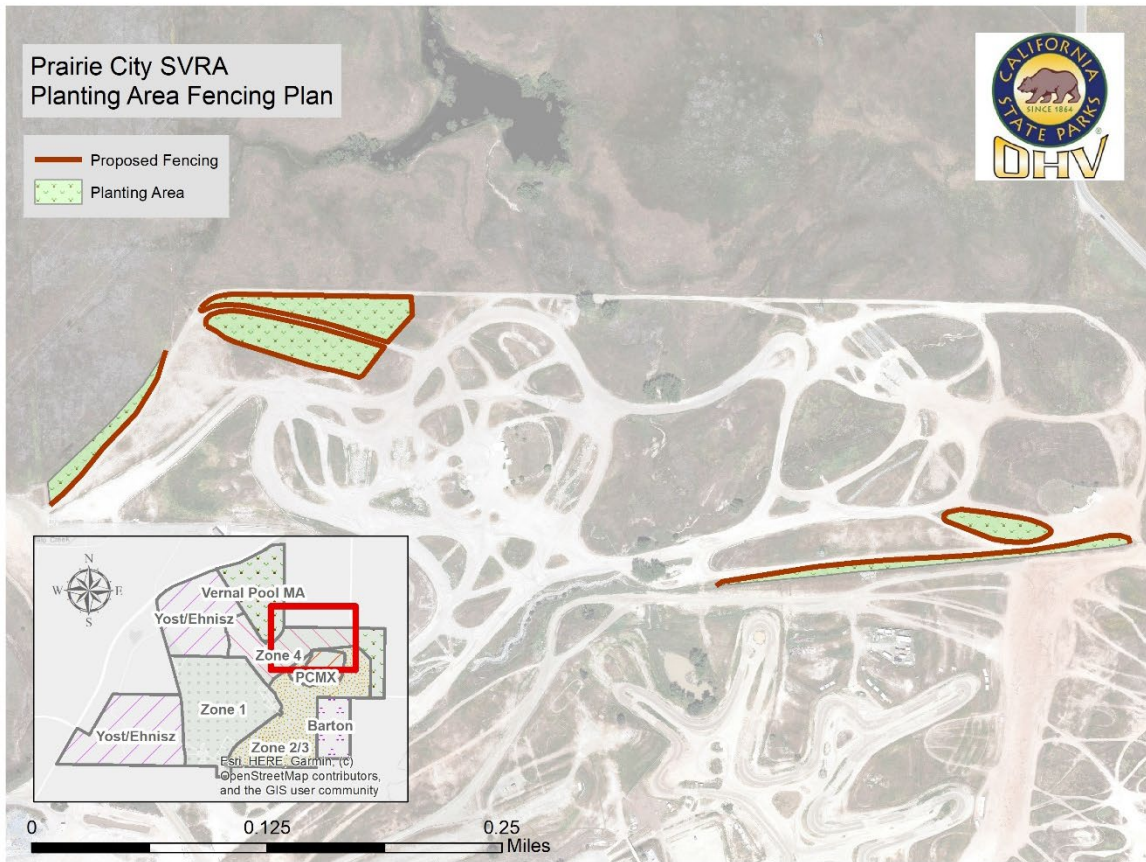 Prairie City SVRA
Planting Area Fencing Plan
Proposed Fencing
Planting Area
CALIFORNIA
STATE PARKS
SINCE 1864
OHV
®
N
W E
S
Vernal Pool MA
Yost/Ehnisz
Zone 4
PCMX
Zone 1
Yost/Ehnisz
Barton
Zone 2/3
Esri, HERE, Garmin, (c)
OpenStreetMap contributors,
and the GIS user community
0 0.125 0.25
Miles